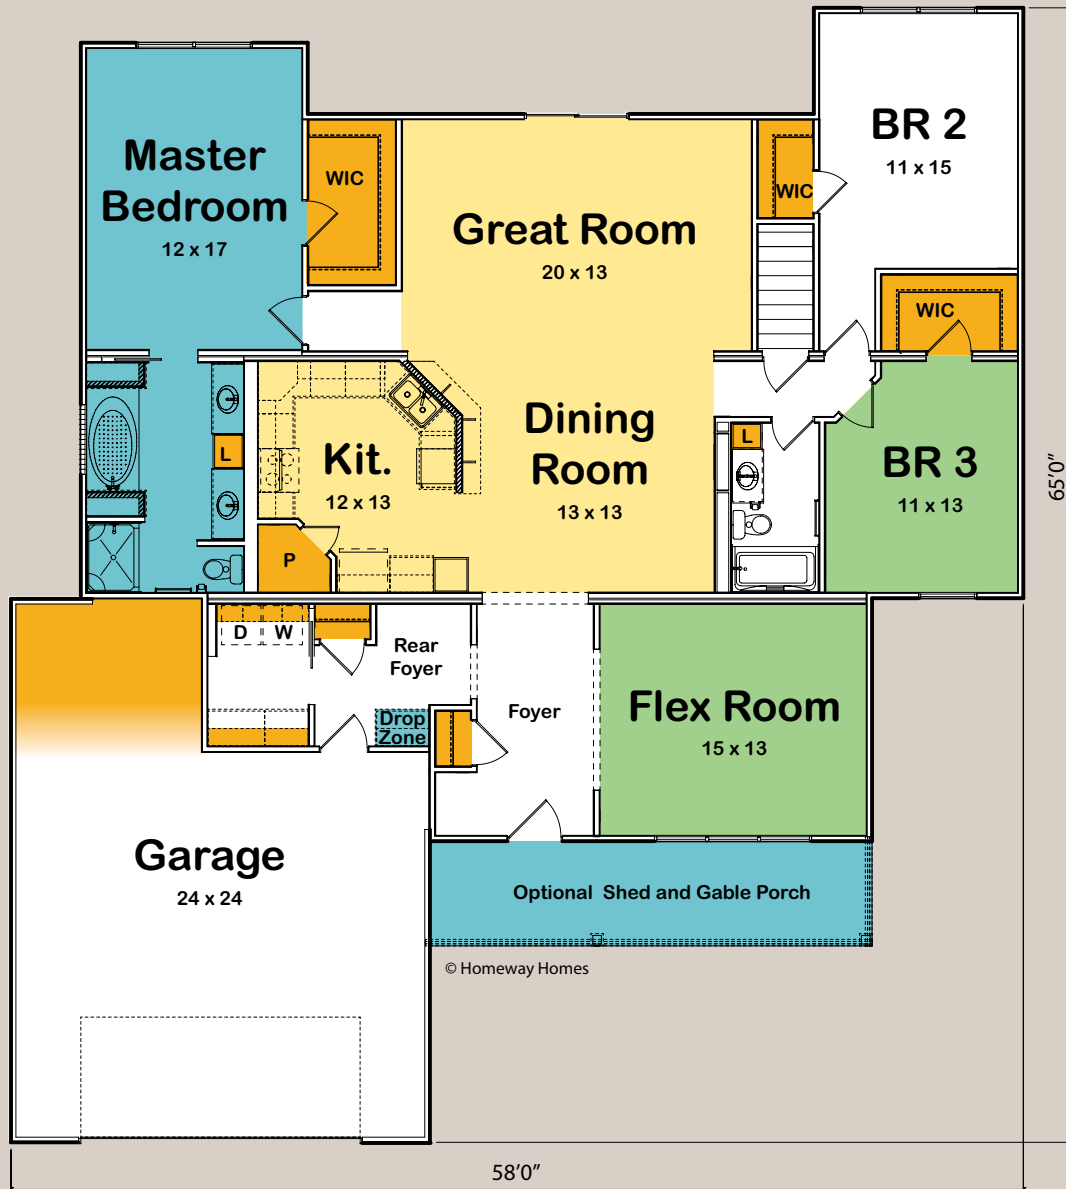 BR 2
11 x 15
Master
Bedroom
12 x 17
WIC
WIC
Great Room
20 x 13
WIC
Dining
Room
13 x 13
Kit.
12 x 13
L
L
BR 3
11 x 13
65'0"
P
D
W
Rear
Foyer
Drop
Zone
Foyer
Flex Room
15 x 13
Garage
24 x 24
Optional Shed and Gable Porch
© Homeway Homes
58'0"